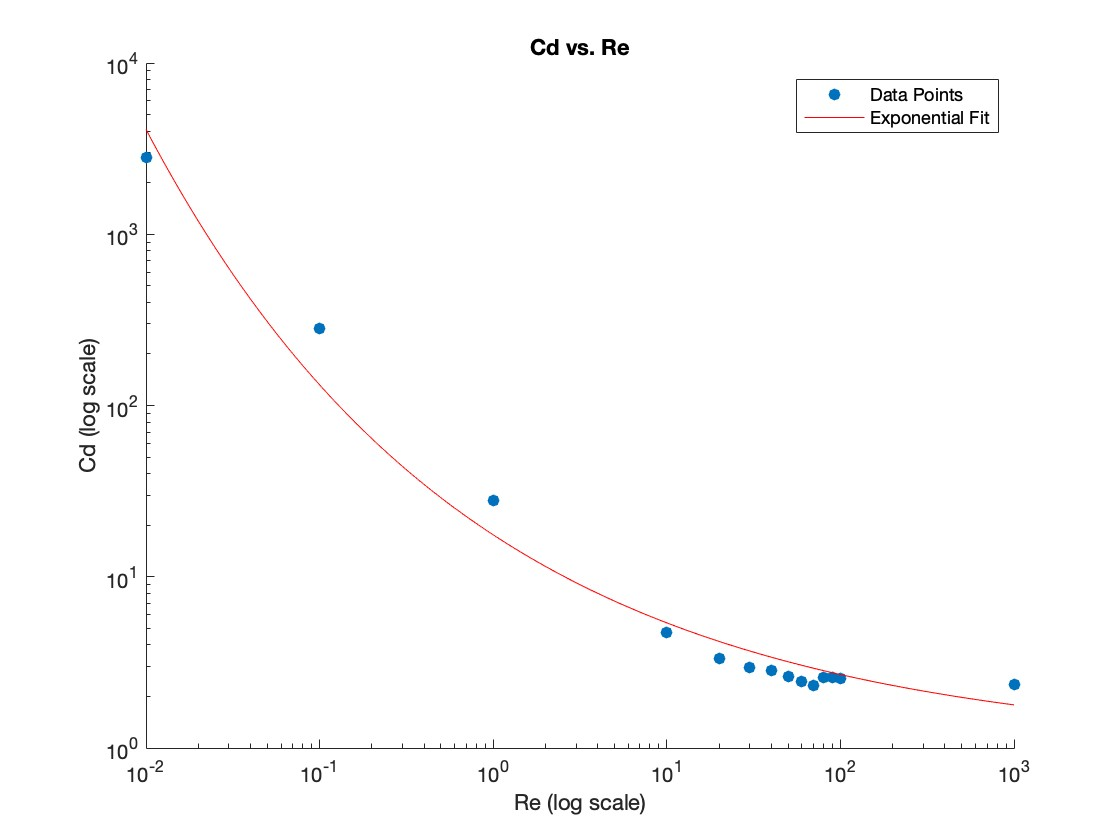 Cd vs. Re
Data Points
Exponential Fit
Cd (log scale)
10^4
10^3
10^2
10^1
10^0
10^-2
10^-1
10^0
10^1
10^2
10^3
Re (log scale)